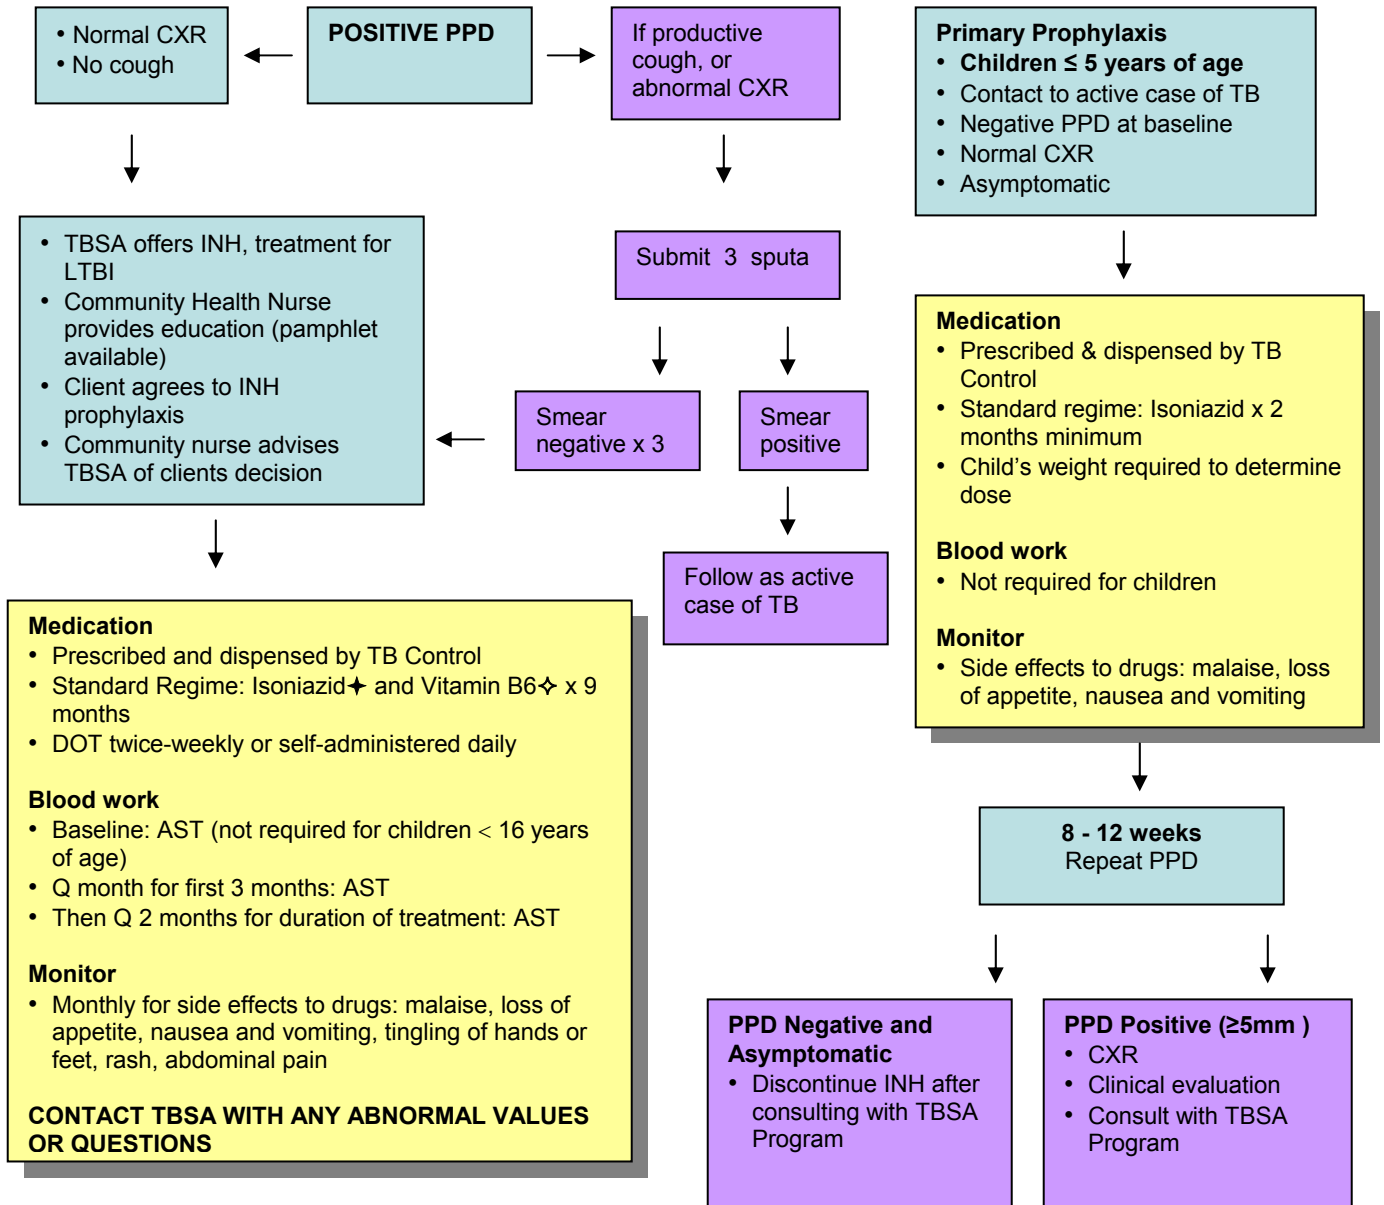 • Normal CXR
• No cough
POSITIVE PPD
If productive
cough, or
abnormal CXR
Primary Prophylaxis
• Children ≤ 5 years of age
• Contact to active case of TB
• Negative PPD at baseline
• Normal CXR
• Asymptomatic
• TBSA offers INH, treatment for
LTBI
• Community Health Nurse
provides education (pamphlet
available)
• Client agrees to INH
prophylaxis
• Community nurse advises
TBSA of clients decision
Submit 3 sputa
Smear
negative x 3
Smear
positive
Follow as active
case of TB
Medication
• Prescribed & dispensed by TB
Control
• Standard regime: Isoniazid x 2
months minimum
• Child's weight required to determine
dose
Blood work
• Not required for children
Monitor
• Side effects to drugs: malaise, loss
of appetite, nausea and vomiting
Medication
• Prescribed and dispensed by TB Control
• Standard Regime: Isoniazid✦ and Vitamin B6✧ x 9
months
• DOT twice-weekly or self-administered daily
Blood work
• Baseline: AST (not required for children < 16 years
of age)
• Q month for first 3 months: AST
• Then Q 2 months for duration of treatment: AST
Monitor
• Monthly for side effects to drugs: malaise, loss of
appetite, nausea and vomiting, tingling of hands or
feet, rash, abdominal pain
CONTACT TBSA WITH ANY ABNORMAL VALUES
OR QUESTIONS
8 - 12 weeks
Repeat PPD
PPD Negative and
Asymptomatic
• Discontinue INH after
consulting with TBSA
Program
PPD Positive (≥5mm )
• CXR
• Clinical evaluation
• Consult with TBSA
Program